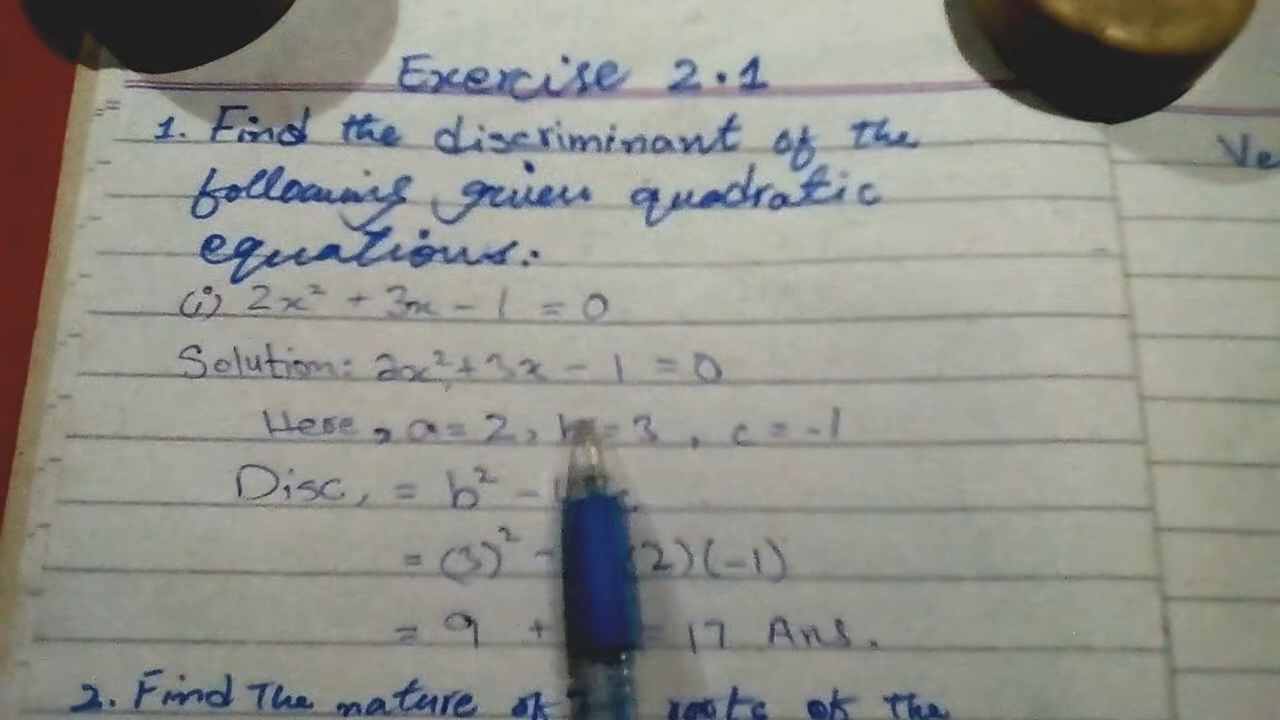 Exercise 2.1
1. Find the discriminant of the
following given quadratic
equations:
(i) 2x² + 3x - 1 = 0
Solution: 2x² + 3x - 1 = 0
Here, a = 2, b = 3, c = -1
Disc, = b² -
= (3)² - (2)(-1)
= 9 + = 17 Ans.
2. Find The nature of roots of the
Ve